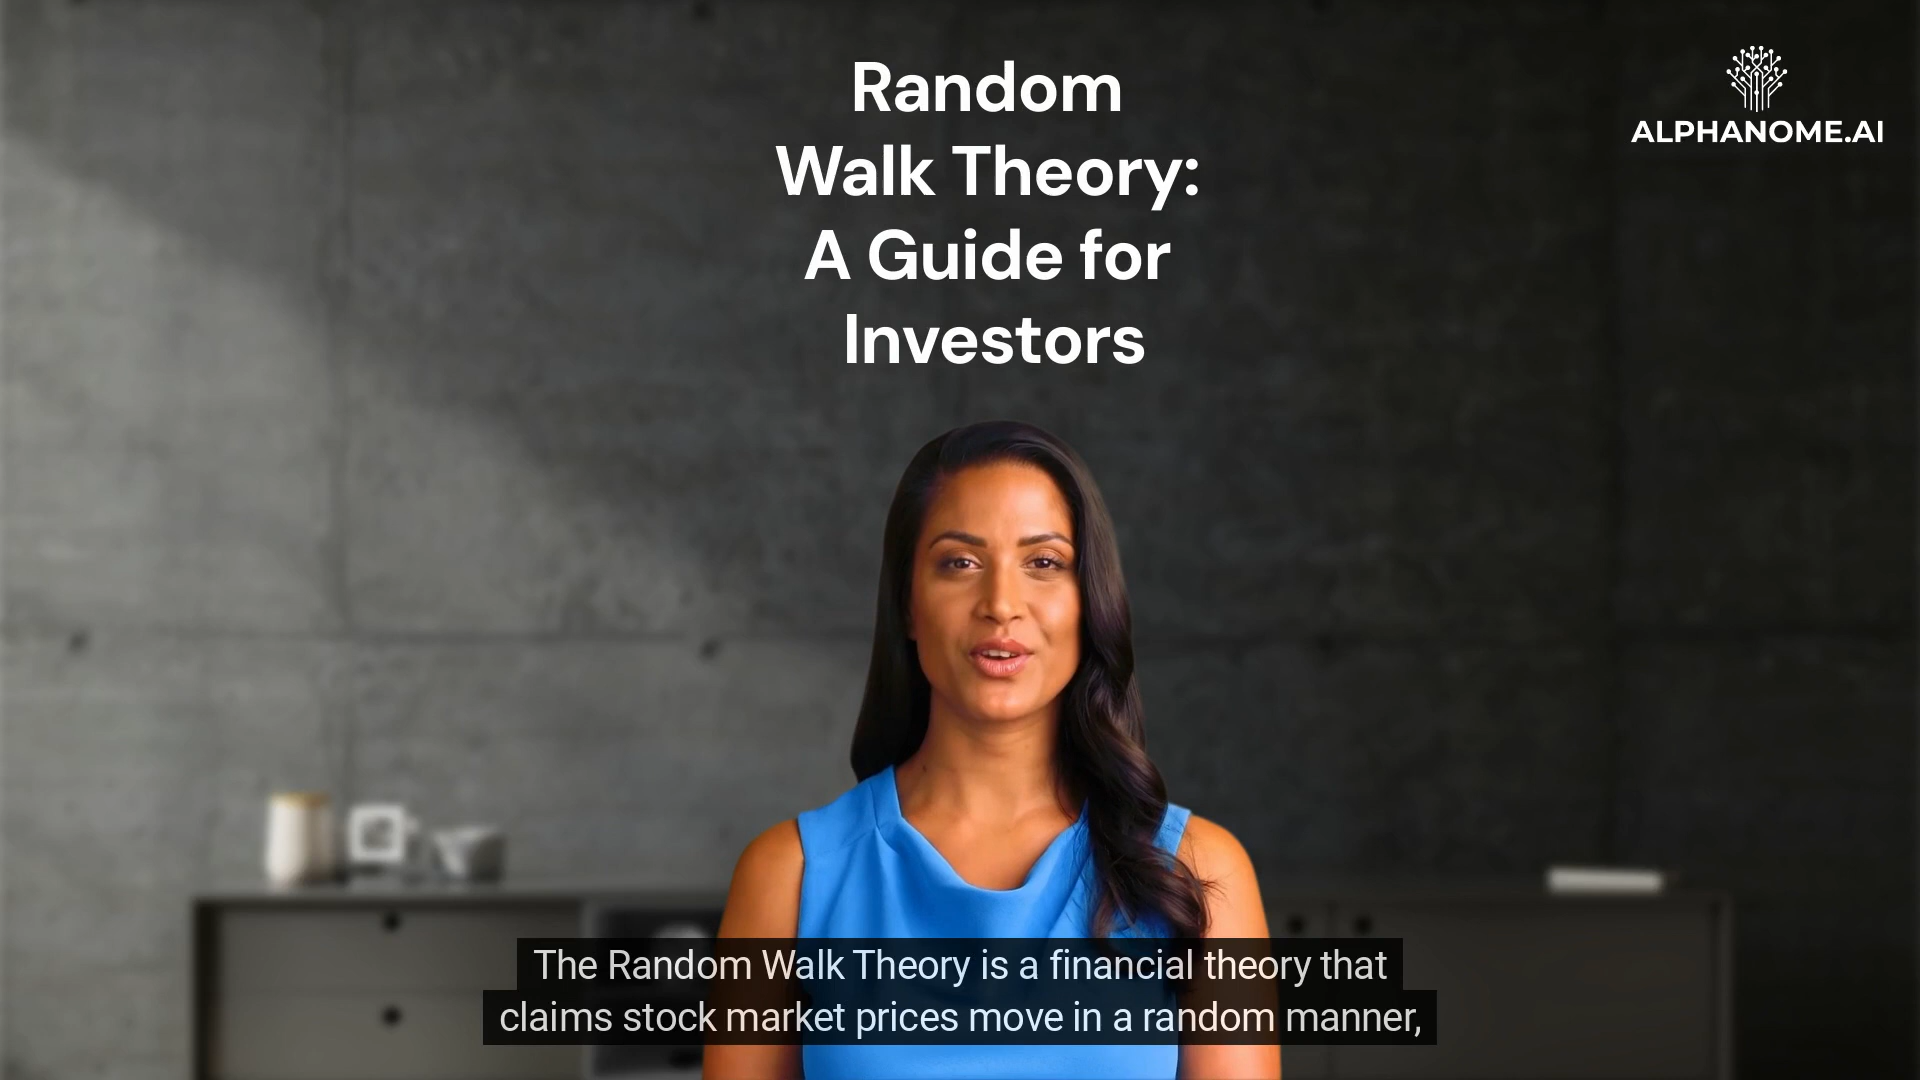 Random
Walk Theory:
A Guide for
Investors
ALPHANOME.AI
The Random Walk Theory is a financial theory that
claims stock market prices move in a random manner,